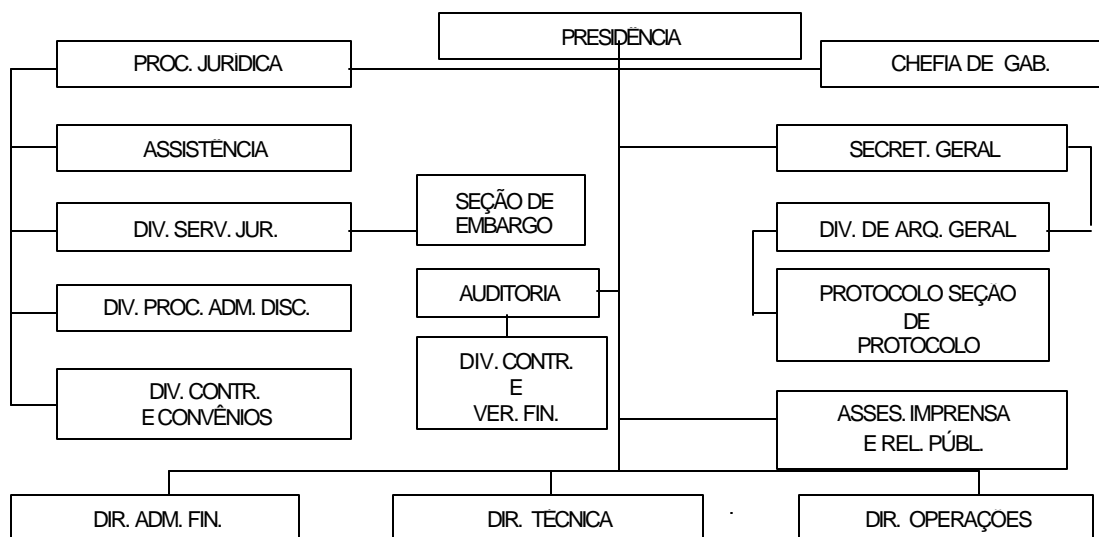 PRESIDÊNCIA
PROC. JURÍDICA
CHEFIA DE GAB.
ASSISTÊNCIA
SECRET. GERAL
SEÇÃO DE
EMBARGO
DIV. SERV. JUR.
DIV. DE ARQ. GERAL
AUDITORIA
DIV. PROC. ADM. DISC.
PROTOCOLO SEÇÃO
DE
PROTOCOLO
DIV. CONTR.
E
VER. FIN.
DIV. CONTR.
E CONVÊNIOS
ASSES. IMPRENSA
E REL. PÚBL.
DIR. ADM. FIN.
DIR. TÉCNICA
DIR. OPERAÇÕES